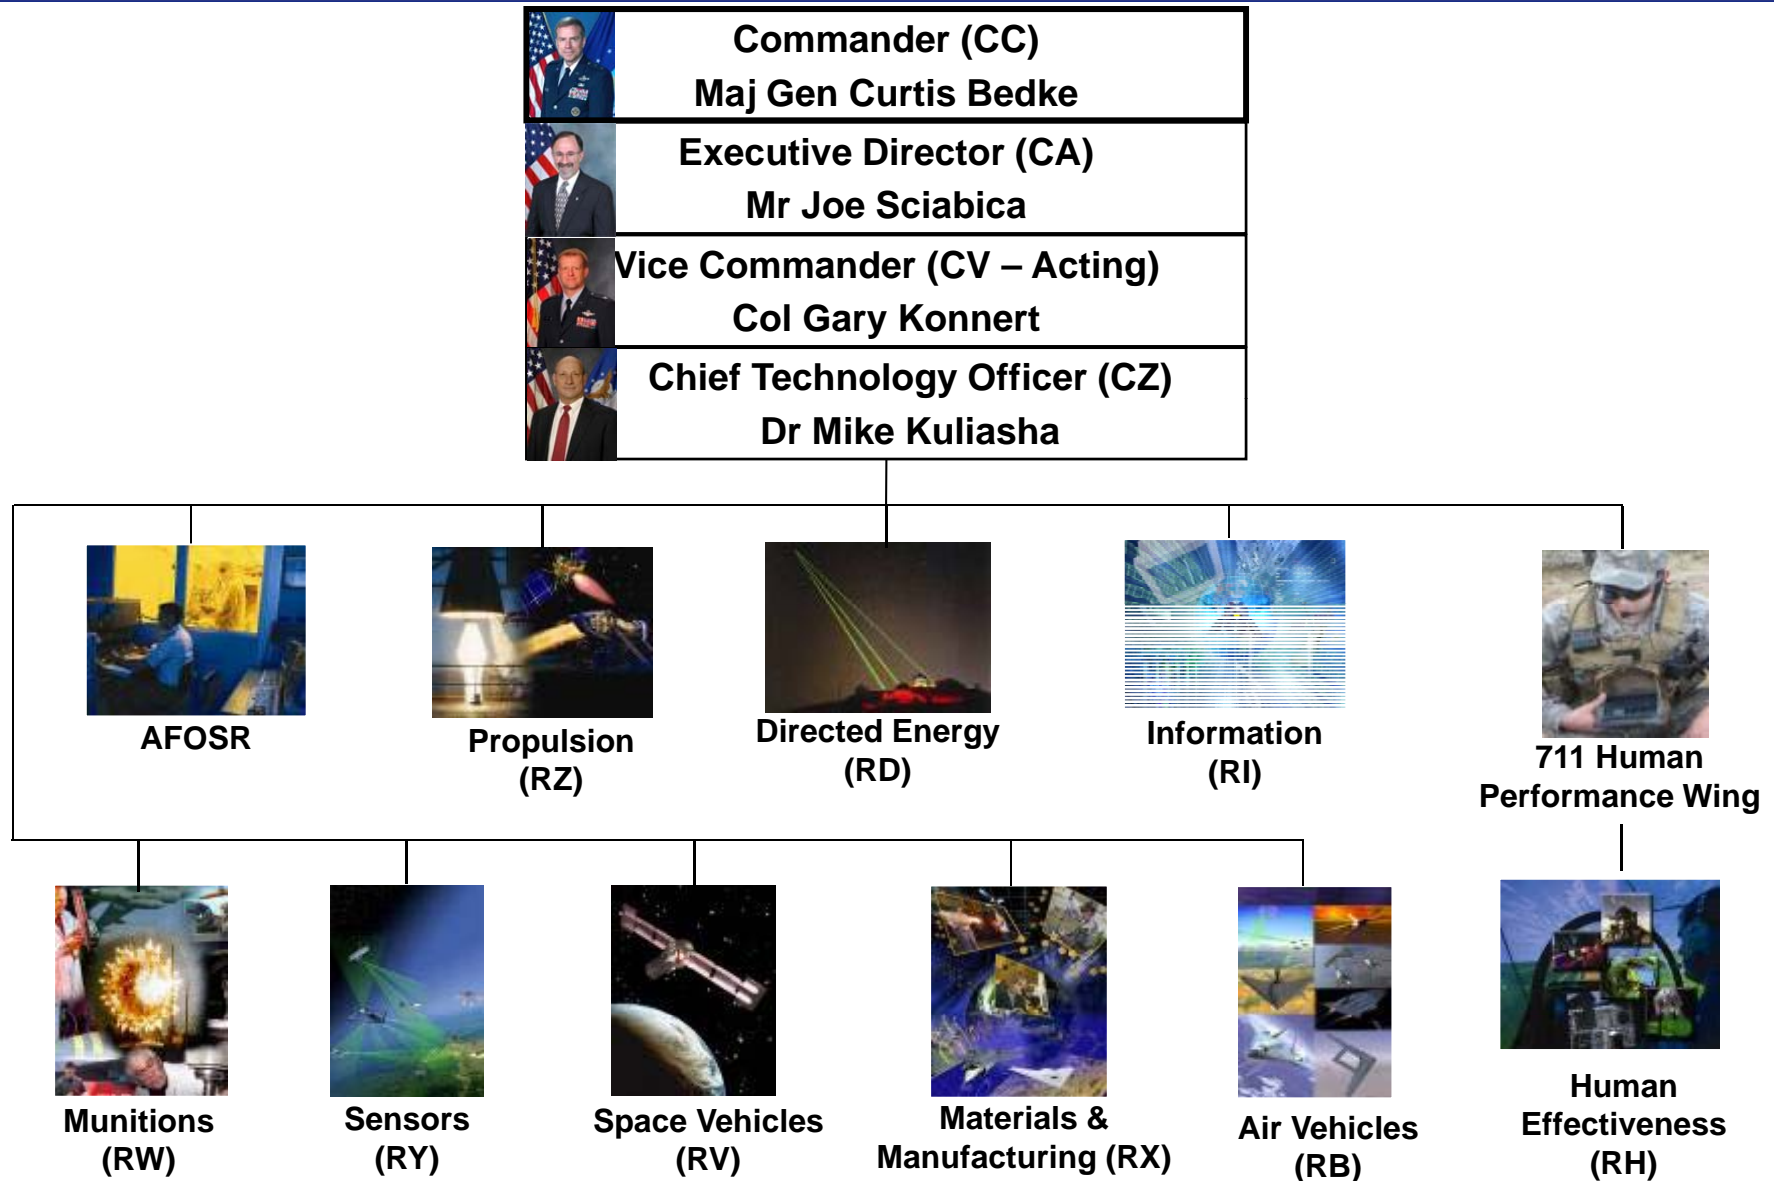 Commander (CC)
Maj Gen Curtis Bedke
Executive Director (CA)
Mr Joe Sciabica
Vice Commander (CV – Acting)
Col Gary Konnert
Chief Technology Officer (CZ)
Dr Mike Kuliasha
AFOSR
Propulsion
(RZ)
Directed Energy
(RD)
Information
(RI)
711 Human
Performance Wing
Munitions
(RW)
Sensors
(RY)
Space Vehicles
(RV)
Materials &
Manufacturing (RX)
Air Vehicles
(RB)
Human
Effectiveness
(RH)